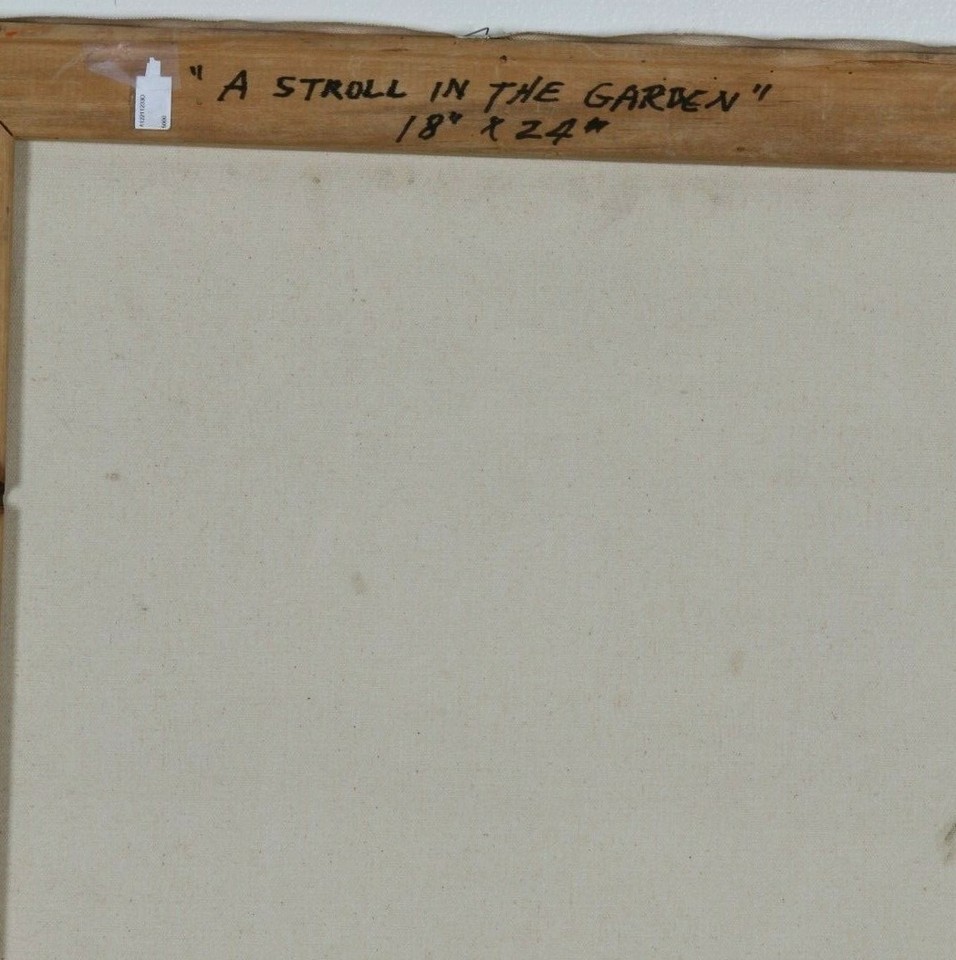 " A STROLL IN THE GARDEN"
18" X 24"